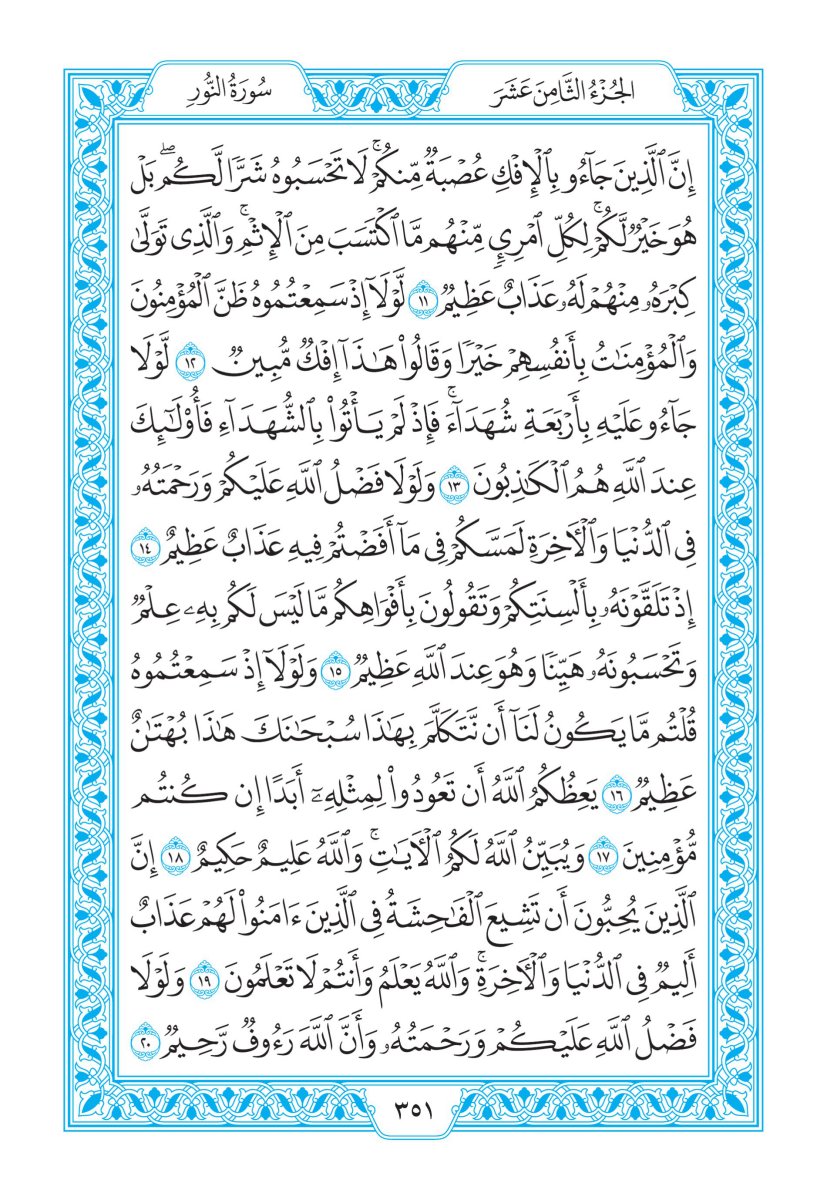 سُورَةُ النُّورِ
الجُزْءُ الثَّامِنَ عَشَرَ
إِنَّ ٱلَّذِينَ جَآءُو بِٱلْإِفْكِ عُصْبَةٌ مِّنكُمْۚ لَا تَحْسَبُوهُ شَرًّا لَّكُمۖ بَلْ
هُوَ خَيْرٌ لَّكُمْۚ لِكُلِّ ٱمْرِيٍٕ مِّنْهُم مَّا ٱكْتَسَبَ مِنَ ٱلْإِثْمِۚ وَٱلَّذِى تَوَلَّىٰ
كِبْرَهُۥ مِنْهُمْ لَهُۥ عَذَابٌ عَظِيمٌ ١١ لَّوْلَآ إِذْ سَمِعْتُمُوهُ ظَنَّ ٱلْمُؤْمِنُونَ
وَٱلْمُؤْمِنَٰتُ بِأَنفُسِهِمْ خَيْرًا وَقَالُوا۟ هَٰذَآ إِفْكٌ مُّبِينٌ ١٢ لَّوْلَا
جَآءُو عَلَيْهِ بِأَرْبَعَةِ شُهَدَآءَۚ فَإِذْ لَمْ يَأْتُوا۟ بِٱلشُّهَدَآءِ فَأُو۟لَٰٓئِكَ
عِندَ ٱللَّهِ هُمُ ٱلْكَٰذِبُونَ ١٣ وَلَوْلَا فَضْلُ ٱللَّهِ عَلَيْكُمْ وَرَحْمَتُهُۥ
فِى ٱلدُّنْيَا وَٱلْءَاخِرَةِ لَمَسَّكُمْ فِى مَآ أَفَضْتُمْ فِيهِ عَذَابٌ عَظِيمٌ ١٤
إِذْ تَلَقَّوْنَهُۥ بِأَلْسِنَتِكُمْ وَتَقُولُونَ بِأَفْوَاهِكُم مَّا لَيْسَ لَكُم بِهِۦ عِلْمٌ
وَتَحْسَبُونَهُۥ هَيِّنًا وَهُوَ عِندَ ٱللَّهِ عَظِيمٌ ١٥ وَلَوْلَآ إِذْ سَمِعْتُمُوهُ
قُلْتُم مَّا يَكُونُ لَنَآ أَن نَّتَكَلَّمَ بِهَٰذَا سُبْحَٰنَكَ هَٰذَا بُهْتَٰنٌ
عَظِيمٌ ١٦ يَعِظُكُمُ ٱللَّهُ أَن تَعُودُوا۟ لِمِثْلِهِۦٓ أَبَدًا إِن كُنتُم
مُّؤْمِنِينَ ١٧ وَيُبَيِّنُ ٱللَّهُ لَكُمُ ٱلْءَايَٰتِۚ وَٱللَّهُ عَلِيمٌ حَكِيمٌ ١٨ إِنَّ
ٱلَّذِينَ يُحِبُّونَ أَن تَشِيعَ ٱلْفَٰحِشَةُ فِى ٱلَّذِينَ ءَامَنُوا۟ لَهُمْ عَذَابٌ
أَلِيمٌ فِى ٱلدُّنْيَا وَٱلْءَاخِرَةِۚ وَٱللَّهُ يَعْلَمُ وَأَنتُمْ لَا تَعْلَمُونَ ١٩ وَلَوْلَا
فَضْلُ ٱللَّهِ عَلَيْكُمْ وَرَحْمَتُهُۥ وَأَنَّ ٱللَّهَ رَءُوفٌ رَّحِيمٌ ٢٠
٣٥١